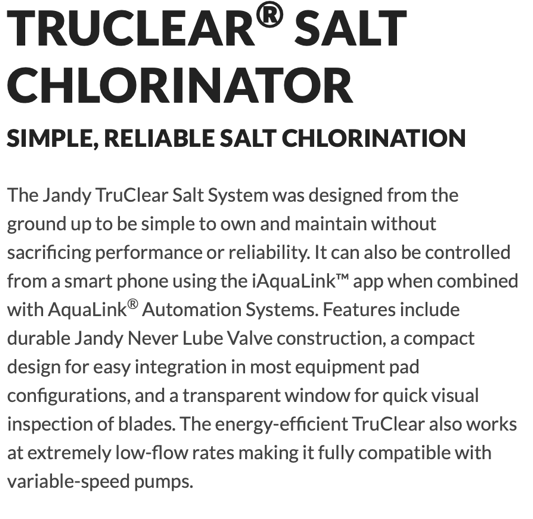 TRUCLEAR® SALT
CHLORINATOR
SIMPLE, RELIABLE SALT CHLORINATION
The Jandy TruClear Salt System was designed from the
ground up to be simple to own and maintain without
sacrificing performance or reliability. It can also be controlled
from a smart phone using the iAquaLink™ app when combined
with AquaLink® Automation Systems. Features include
durable Jandy Never Lube Valve construction, a compact
design for easy integration in most equipment pad
configurations, and a transparent window for quick visual
inspection of blades. The energy-efficient TruClear also works
at extremely low-flow rates making it fully compatible with
variable-speed pumps.